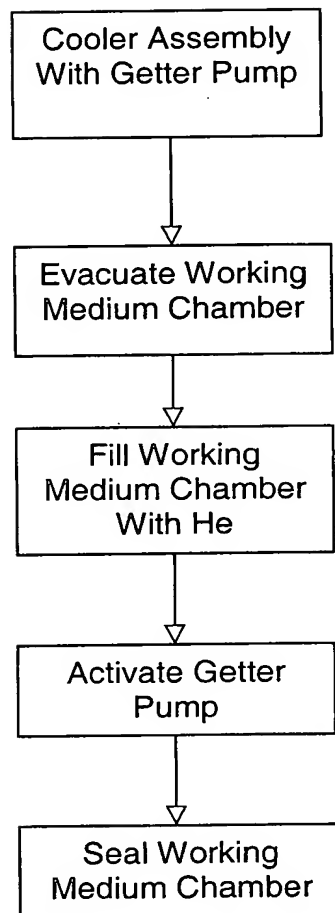 Cooler Assembly
With Getter Pump
Evacuate Working
Medium Chamber
Fill Working
Medium Chamber
With He
Activate Getter
Pump
Seal Working
Medium Chamber